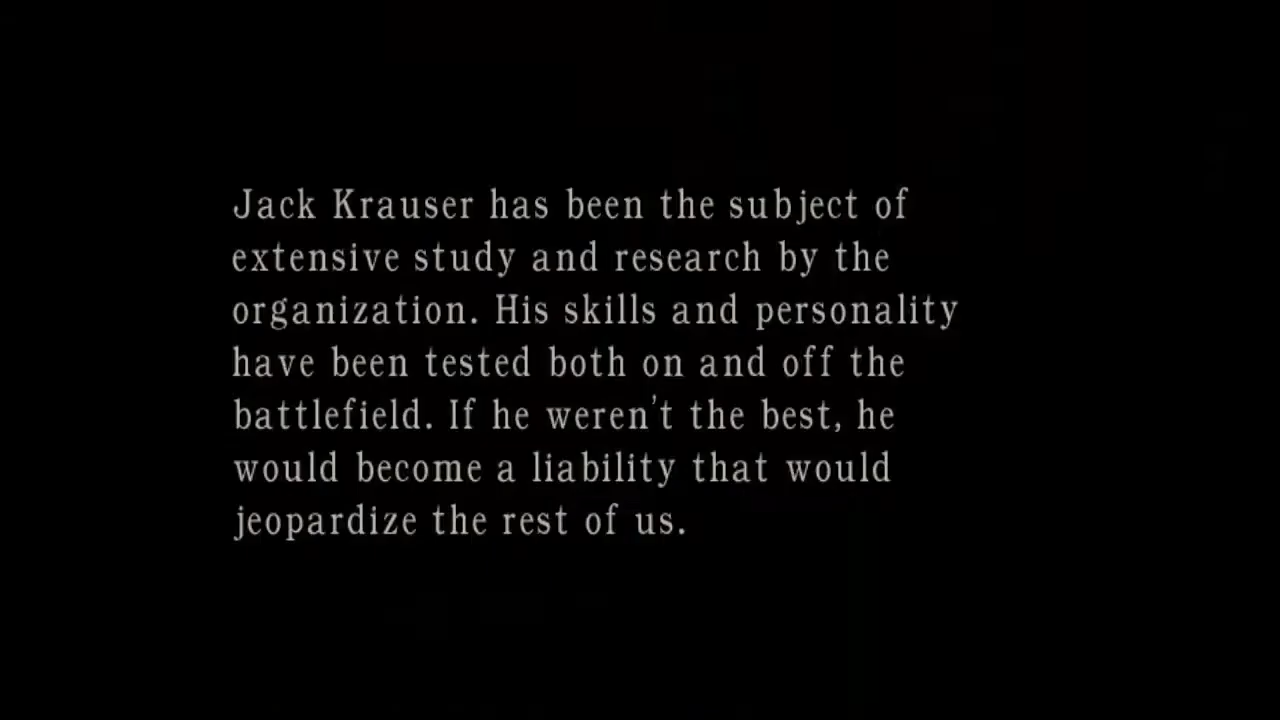 Jack Krauser has been the subject of
extensive study and research by the
organization. His skills and personality
have been tested both on and off the
battlefield. If he weren't the best, he
would become a liability that would
jeopardize the rest of us.